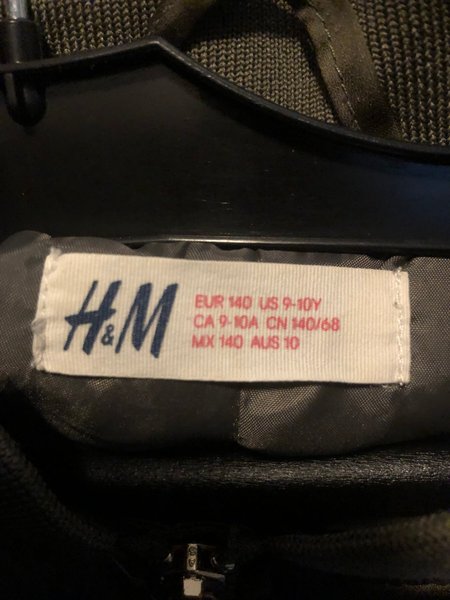 H&M
EUR 140 US 9-10Y
CA 9-10A CN 140/68
MX 140 AUS 10